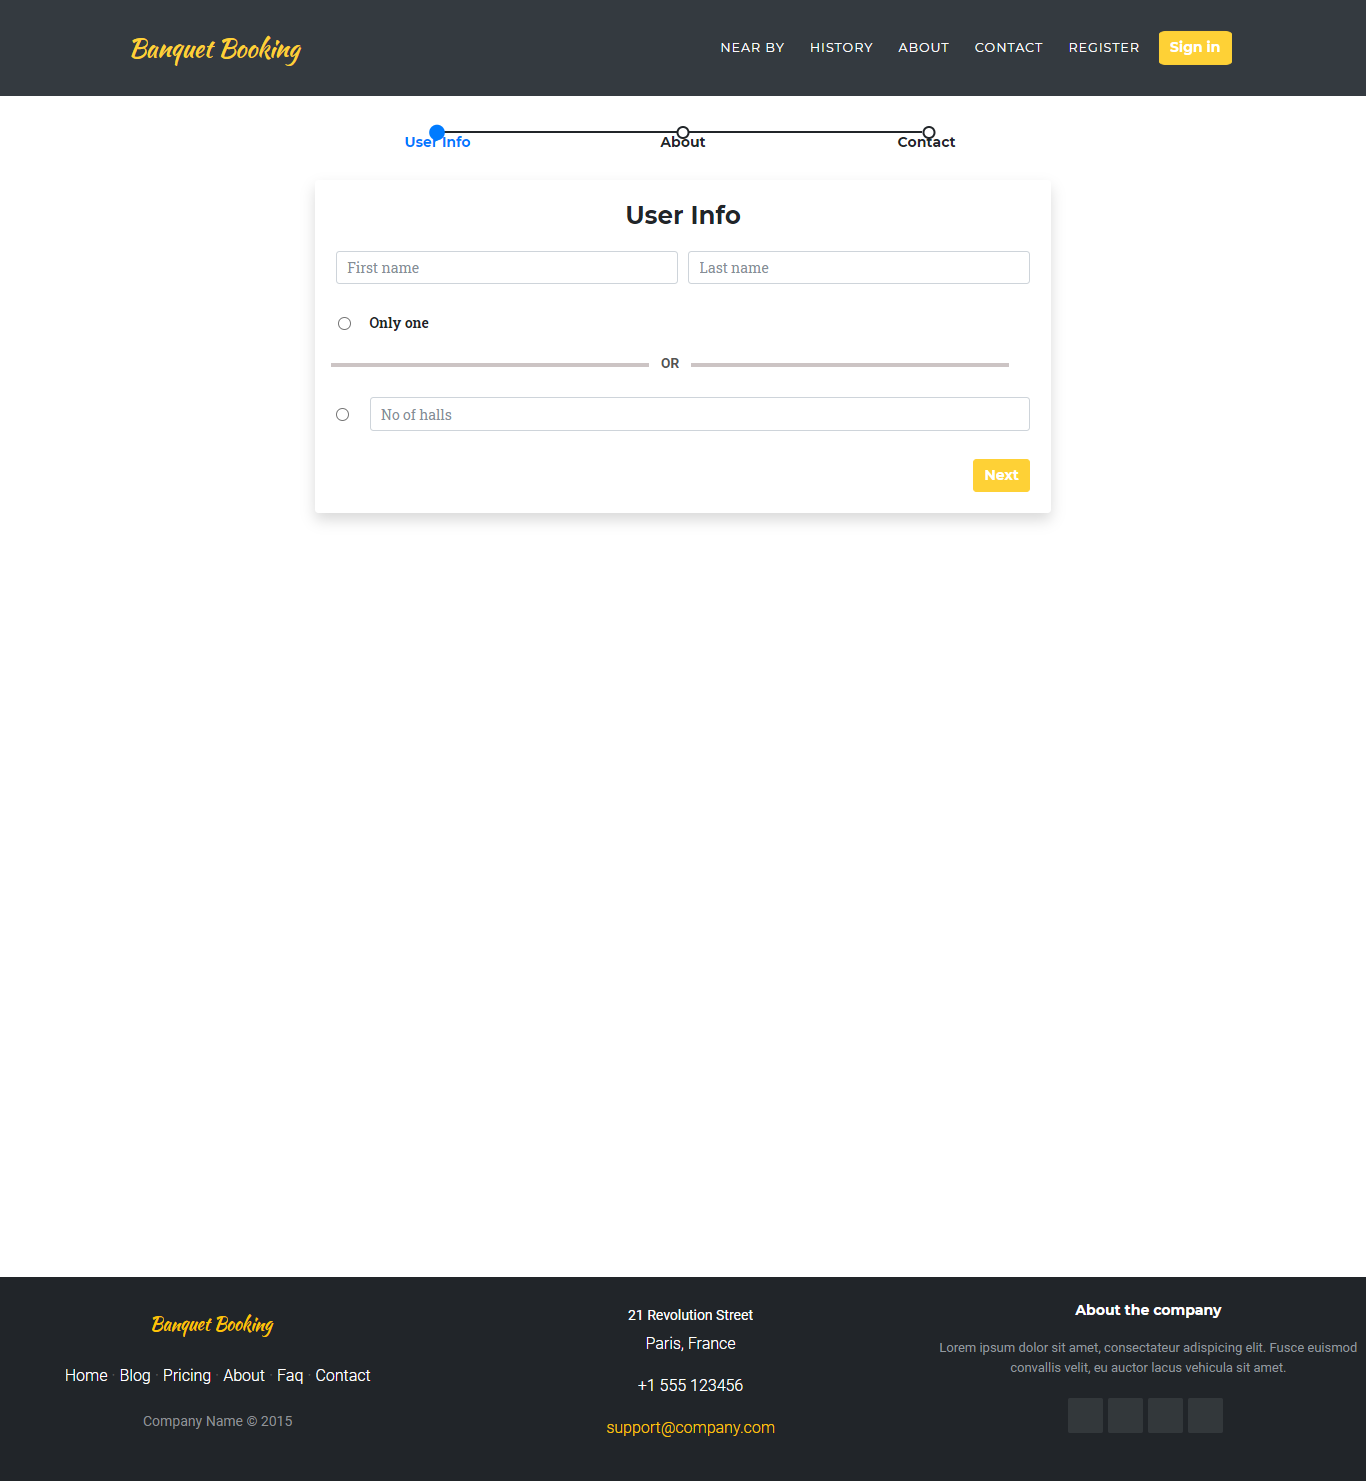 Banquet Booking
NEAR BY HISTORY ABOUT CONTACT REGISTER Sign in
User Info About Contact
User Info
First name Last name
Only one
OR
No of halls
Next
Banquet Booking
Home · Blog · Pricing · About · Faq · Contact
Company Name © 2015
21 Revolution Street
Paris, France
+1 555 123456
support@company.com
About the company
Lorem ipsum dolor sit amet, consectateur adispicing elit. Fusce euismod
convallis velit, eu auctor lacus vehicula sit amet.